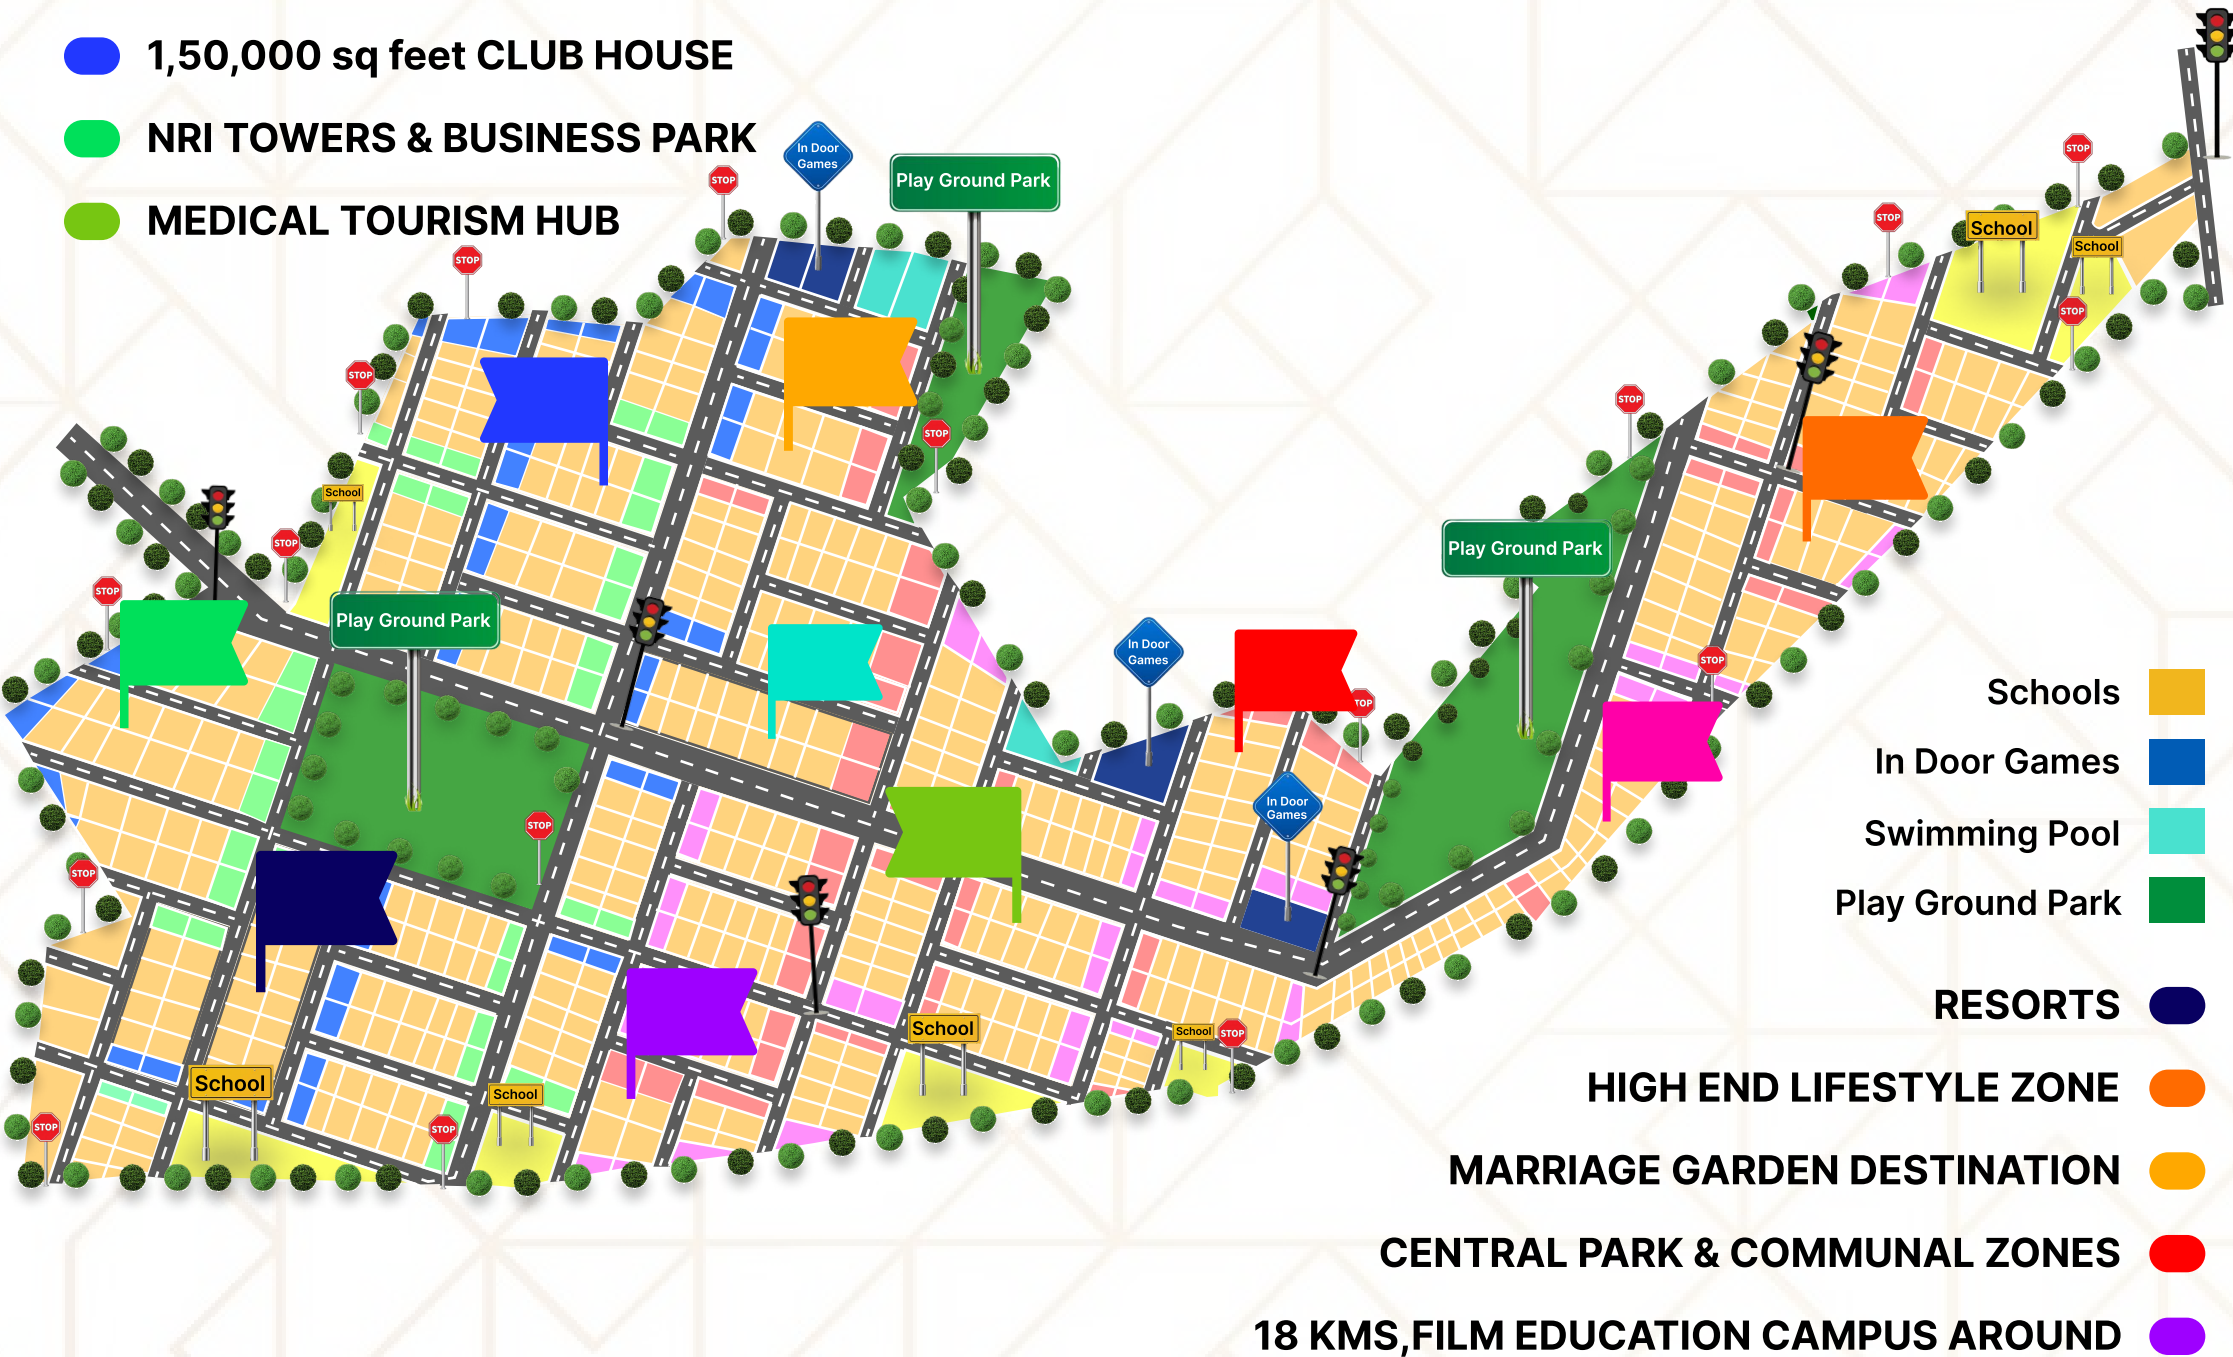 1,50,000 sq feet CLUB HOUSE
NRI TOWERS & BUSINESS PARK
MEDICAL TOURISM HUB
In Door
Games
Play Ground Park
STOP
STOP
STOP
School
School
STOP
STOP
STOP
STOP
STOP
School
STOP
STOP
Play Ground Park
Play Ground Park
In Door
Games
STOP
TOP
In Door
Games
STOP
STOP
School
School
STOP
School
School
STOP
STOP
Schools
In Door Games
Swimming Pool
Play Ground Park
RESORTS
HIGH END LIFESTYLE ZONE
MARRIAGE GARDEN DESTINATION
CENTRAL PARK & COMMUNAL ZONES
18 KMS,FILM EDUCATION CAMPUS AROUND